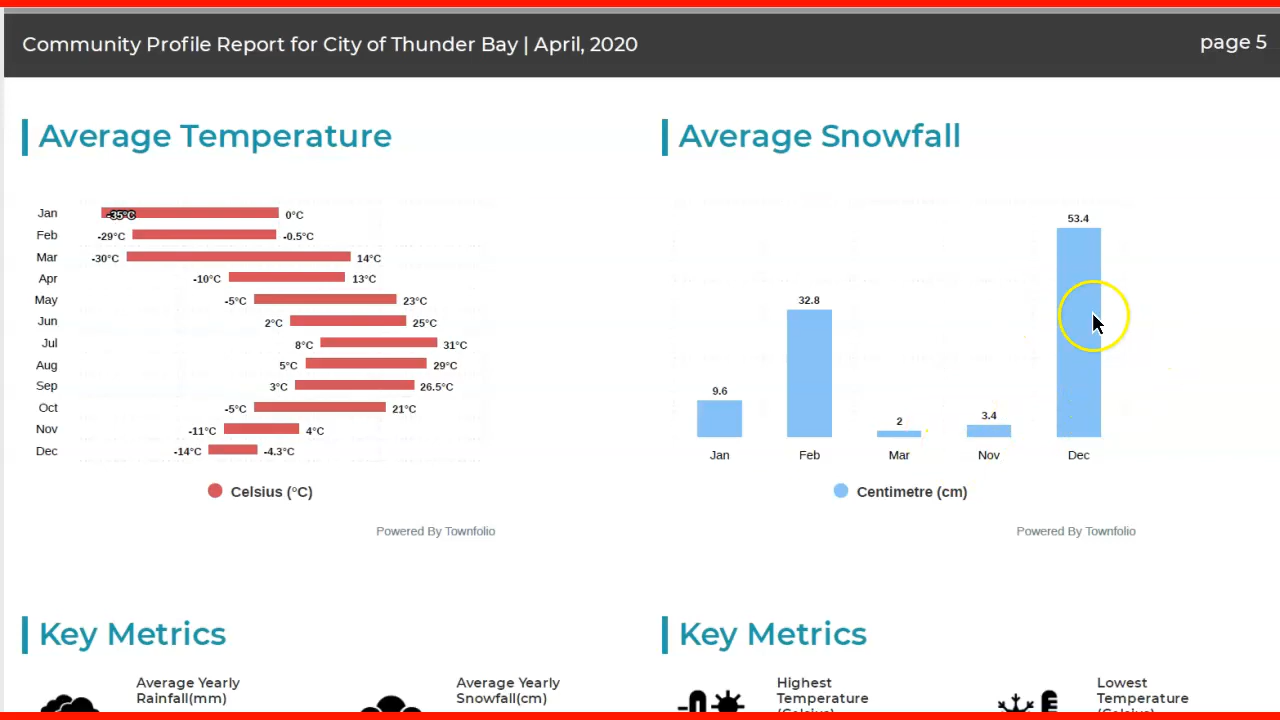 Community Profile Report for City of Thunder Bay | April, 2020
page 5
Average Temperature
Jan -35°C 0°C
Feb -29°C -0.5°C
Mar -30°C 14°C
Apr -10°C 13°C
May -5°C 23°C
Jun 2°C 25°C
Jul 8°C 31°C
Aug 5°C 29°C
Sep 3°C 26.5°C
Oct -5°C 21°C
Nov -11°C 4°C
Dec -14°C -4.3°C
Celsius (°C)
Powered By Townfolio
Average Snowfall
53.4
32.8
9.6
3.4
2
Jan Feb Mar Nov Dec
Centimetre (cm)
Powered By Townfolio
Key Metrics
Average Yearly
Rainfall(mm)
Average Yearly
Snowfall(cm)
Key Metrics
Highest
Temperature
(Celsius)
Lowest
Temperature
(Celsius)